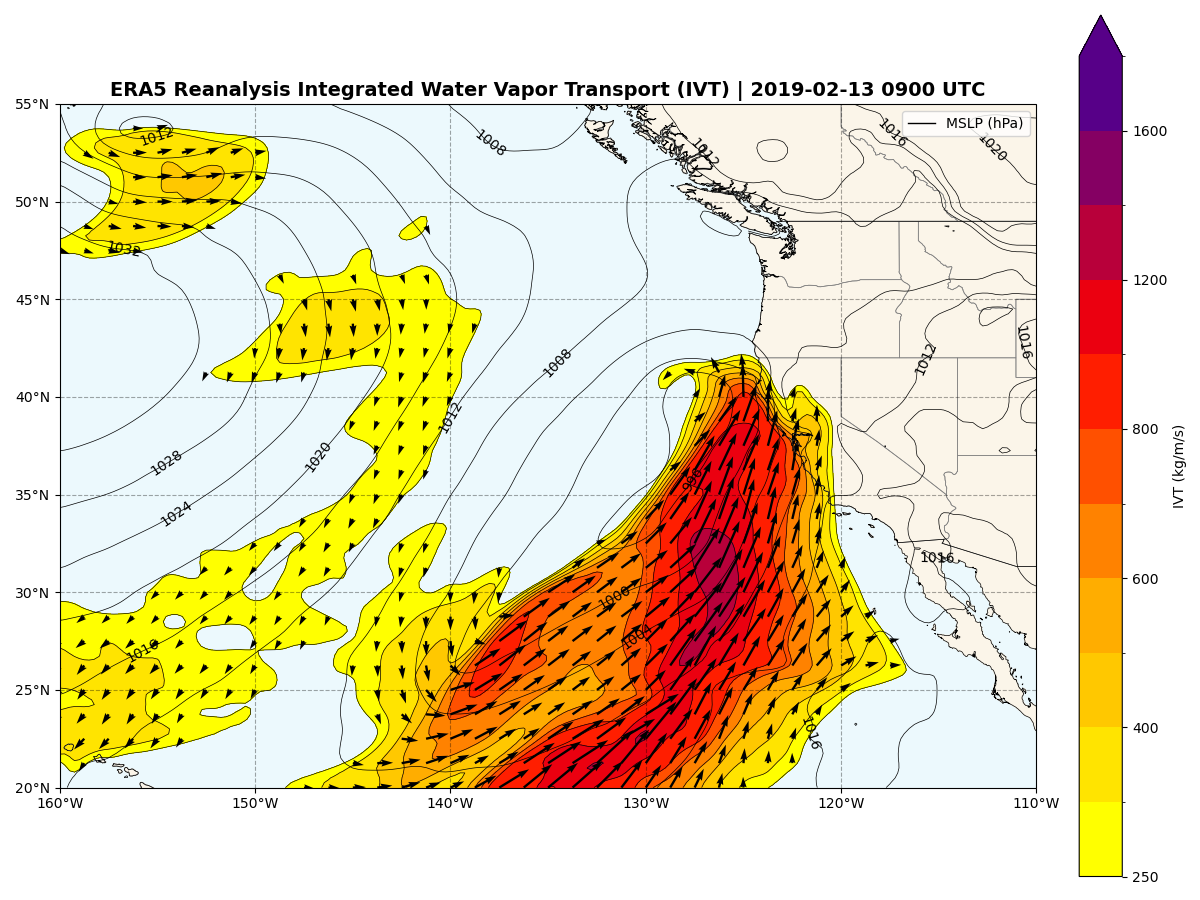 ERA5 Reanalysis Integrated Water Vapor Transport (IVT) | 2019-02-13 0900 UTC
MSLP (hPa)
55°N
50°N
45°N
40°N
35°N
30°N
25°N
20°N
160°W
150°W
140°W
130°W
120°W
110°W
1012
1008
1012
1016
1020
1032
1008
1012
1016
1012
1028
1020
1024
996
1016
1000
1004
1016
1016
1600
1200
800
600
400
250
IVT (kg/m/s)